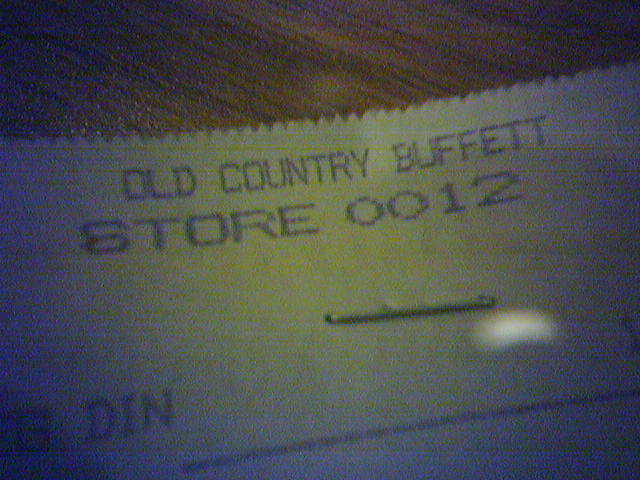 OLD COUNTRY BUFFETT
STORE 0012
G DIN